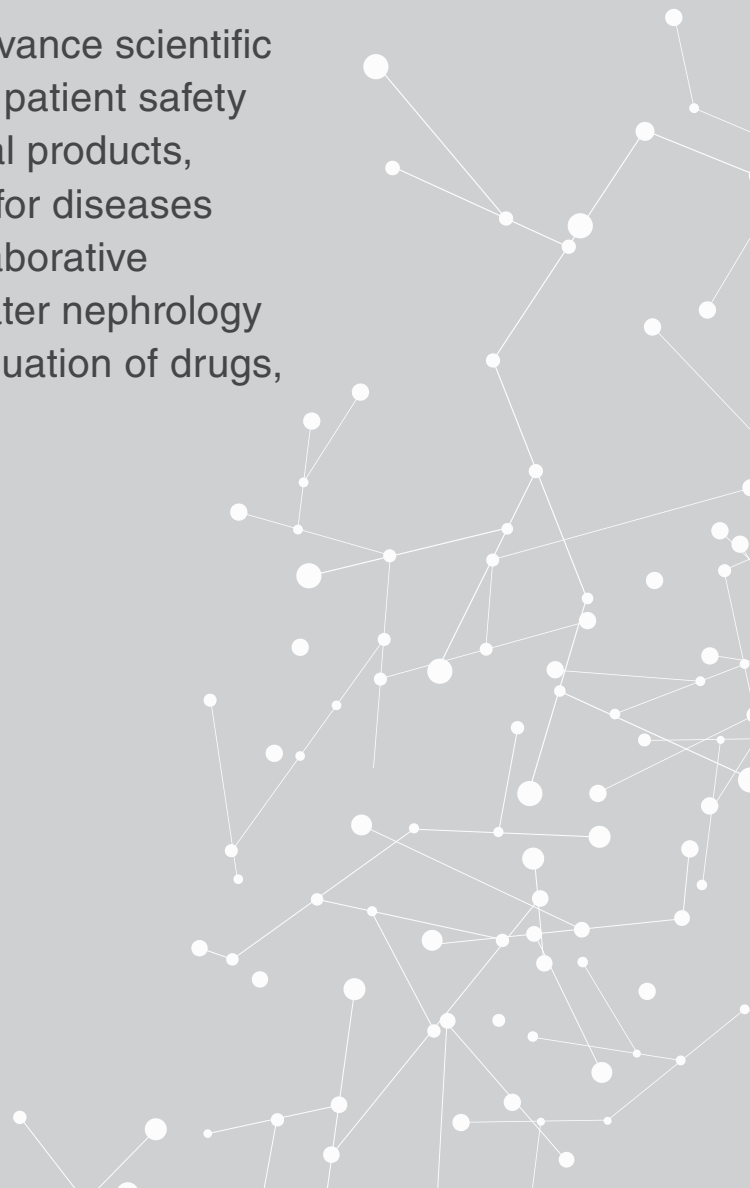 vance scientific
patient safety
al products,
for diseases
aborative
ter nephrology
uation of drugs,